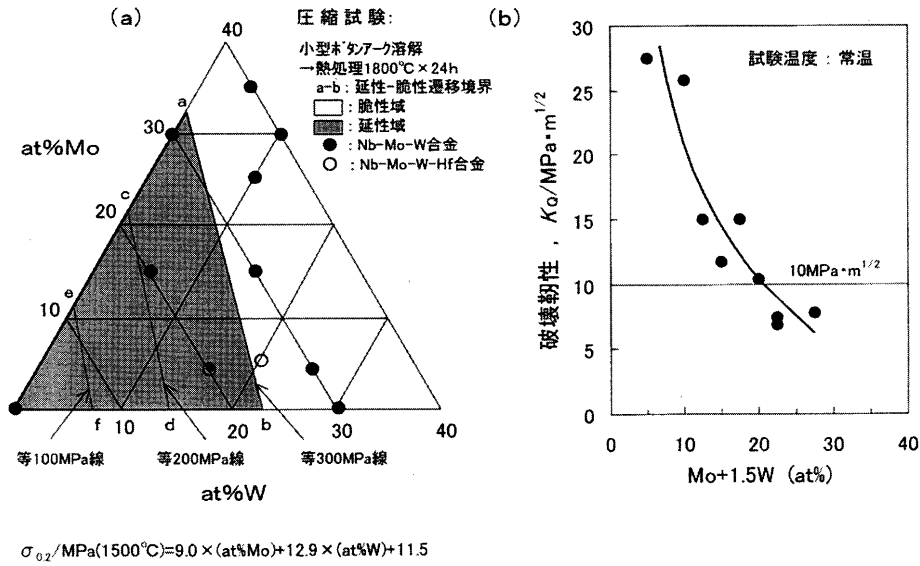 (a)
圧縮試験:
小型ボタンアーク溶解
→熱処理1800℃×24h
a-b: 延性-脆性遷移境界
: 脆性域
: 延性域
● : Nb-Mo-W合金
○ : Nb-Mo-W-Hf合金
at%Mo
40
a
30
c
20
e
10
f
10
d
20
b
30
40
等100MPa線
等200MPa線
等300MPa線
at%W
σ0.2/MPa(1500℃)=9.0×(at%Mo)+12.9×(at%W)+11.5
(b)
試験温度 : 常温
破壊靭性 , KQ/MPa・m1/2
30
25
20
15
10
5
0
10MPa・m1/2
0
10
20
30
40
Mo+1.5W (at%)